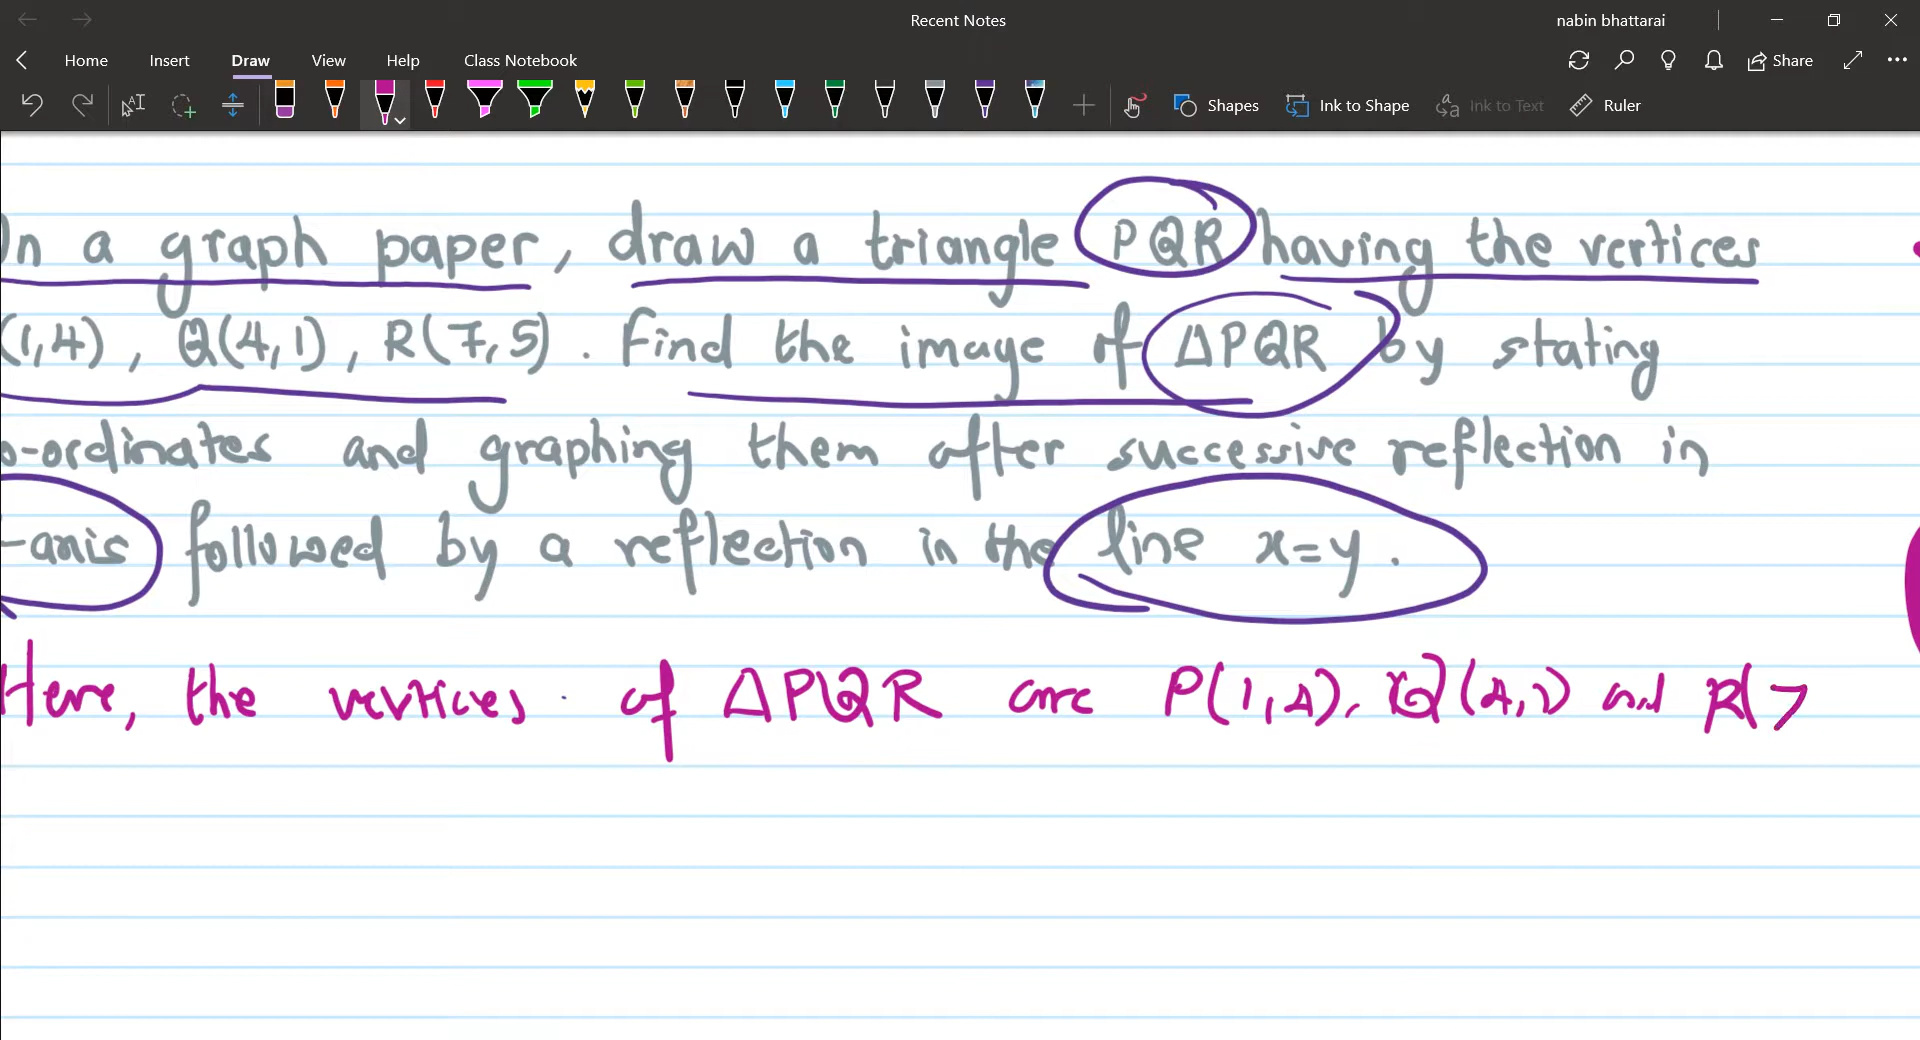 Recent Notes
nabin bhattarai
Home Insert Draw View Help Class Notebook
Share
Shapes Ink to Shape Ink to Text Ruler
In a graph paper, draw a triangle PQR having the vertices
(1,4), Q(4,1), R(7,5). Find the image of ΔPQR by stating
o-ordinates and graphing them after successive reflection in
-axis followed by a reflection in the line x=y.
Here, the vertices of ΔPQR are P(1,4), Q(4,1) and R(7